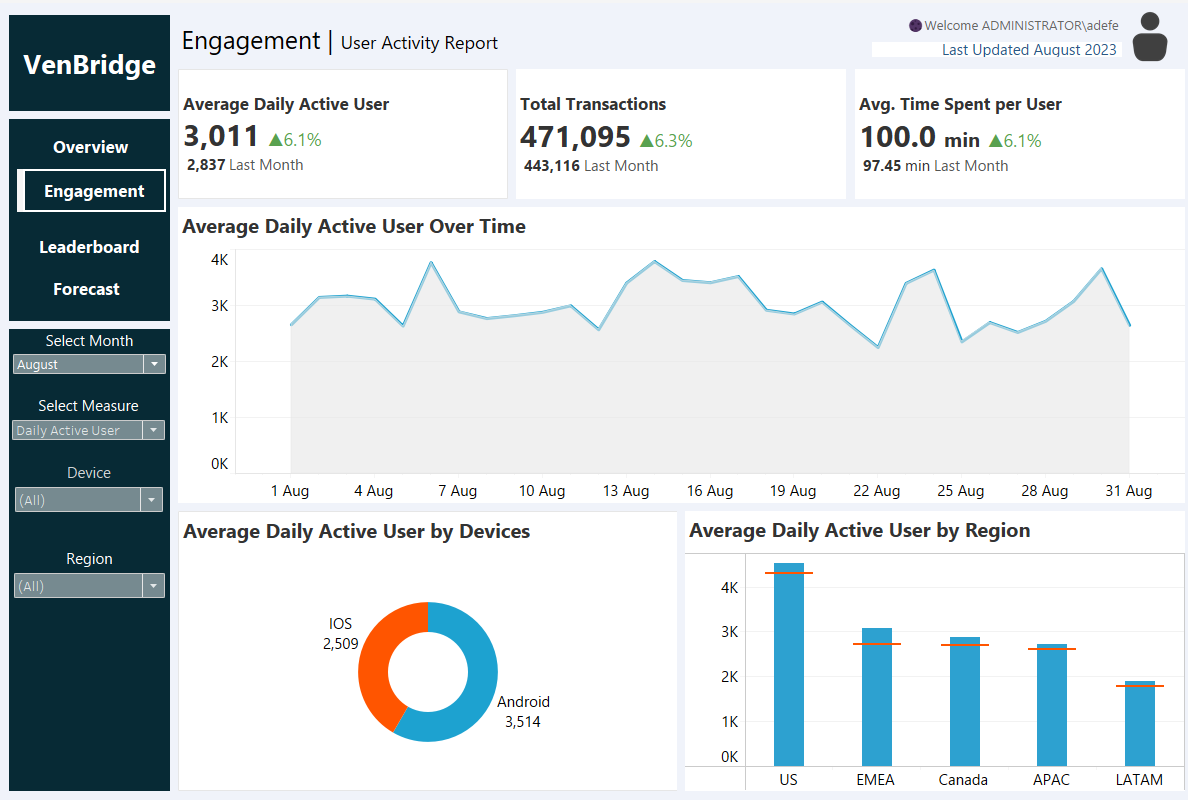 VenBridge
Overview
Engagement
Leaderboard
Forecast
Select Month
August
Select Measure
Daily Active User
Device
(All)
Region
(All)
Engagement | User Activity Report
Welcome ADMINISTRATOR\adefe
Last Updated August 2023
Average Daily Active User
3,011 ▲6.1%
2,837 Last Month
Total Transactions
471,095 ▲6.3%
443,116 Last Month
Avg. Time Spent per User
100.0 min ▲6.1%
97.45 min Last Month
Average Daily Active User Over Time
4K
3K
2K
1K
0K
1 Aug 4 Aug 7 Aug 10 Aug 13 Aug 16 Aug 19 Aug 22 Aug 25 Aug 28 Aug 31 Aug
Average Daily Active User by Devices
IOS
2,509
Android
3,514
Average Daily Active User by Region
4K
3K
2K
1K
0K
US EMEA Canada APAC LATAM